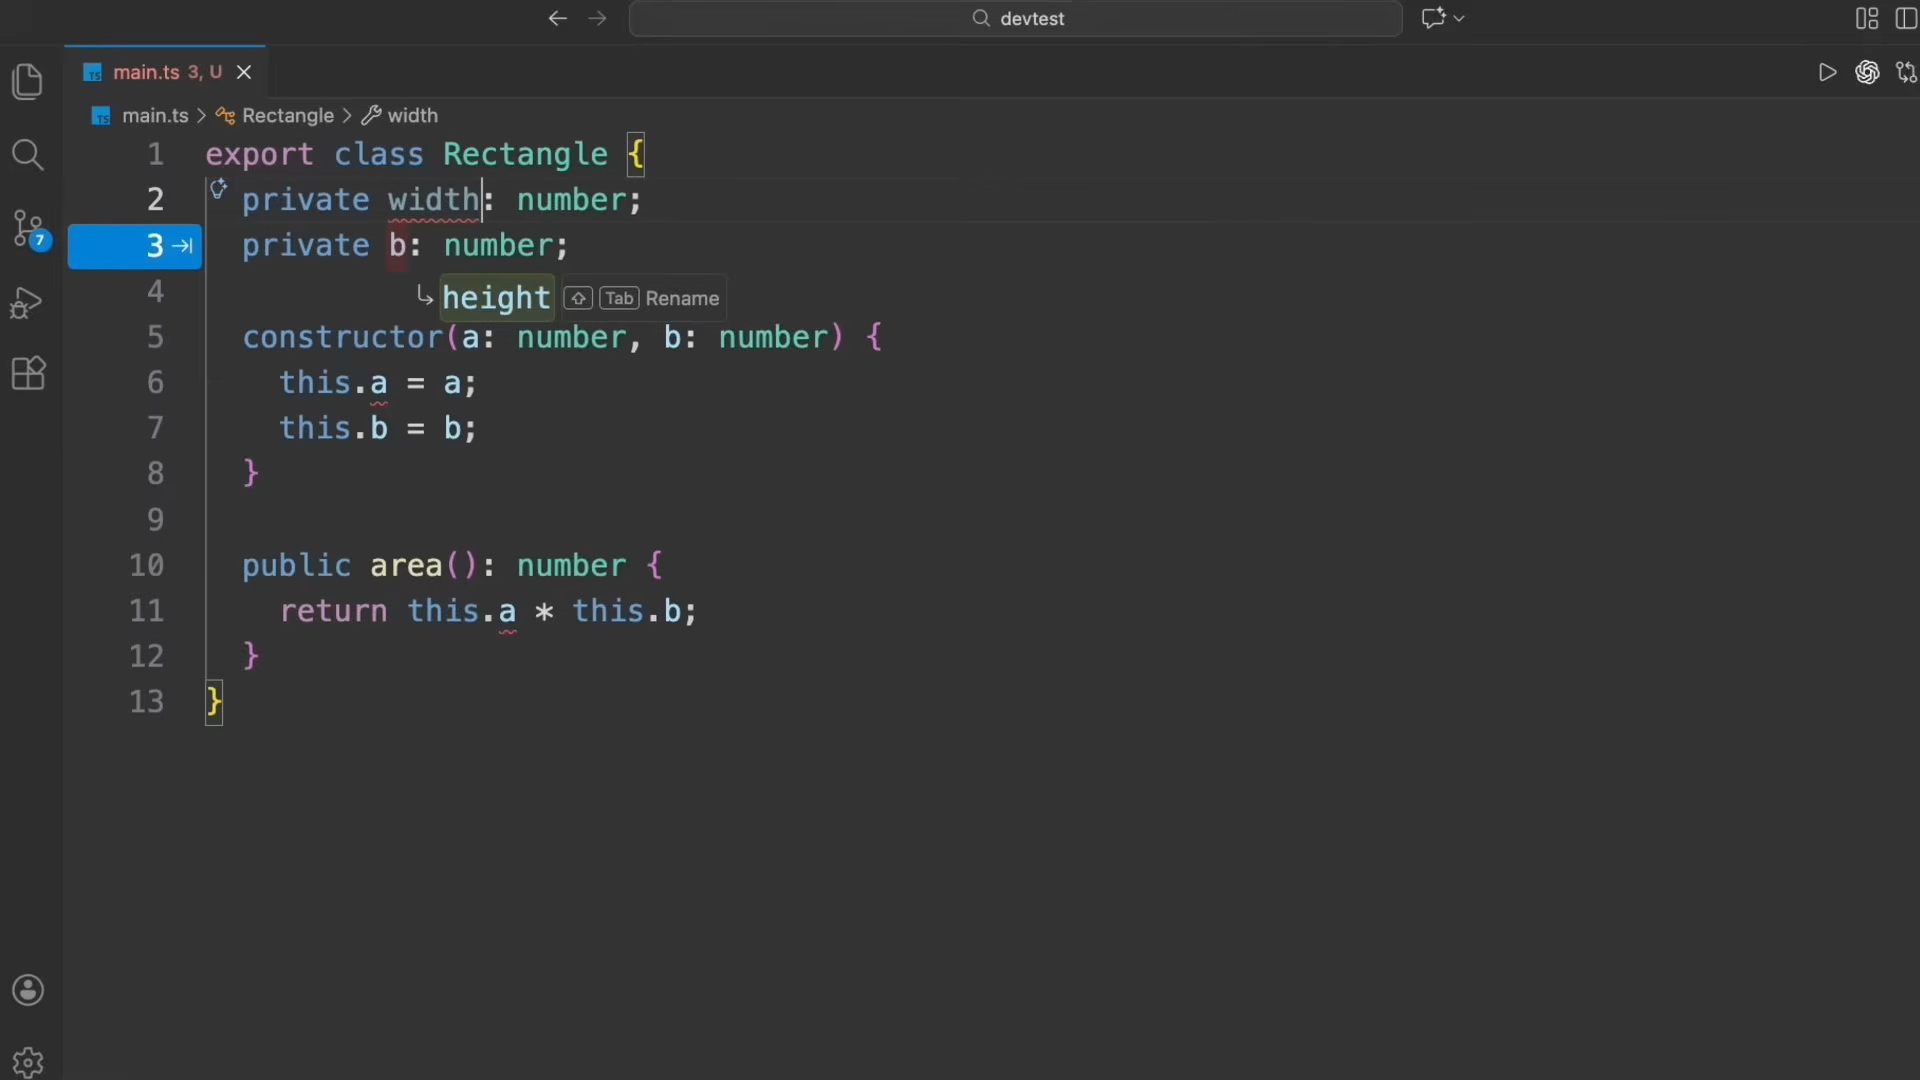 devtest
TS main.ts 3, U
TS main.ts > Rectangle > width
1 export class Rectangle {
2 private width: number;
3 private b: number;
height Tab Rename
4
5 constructor(a: number, b: number) {
6 this.a = a;
7 this.b = b;
8 }
9
10 public area(): number {
11 return this.a * this.b;
12 }
13 }
7